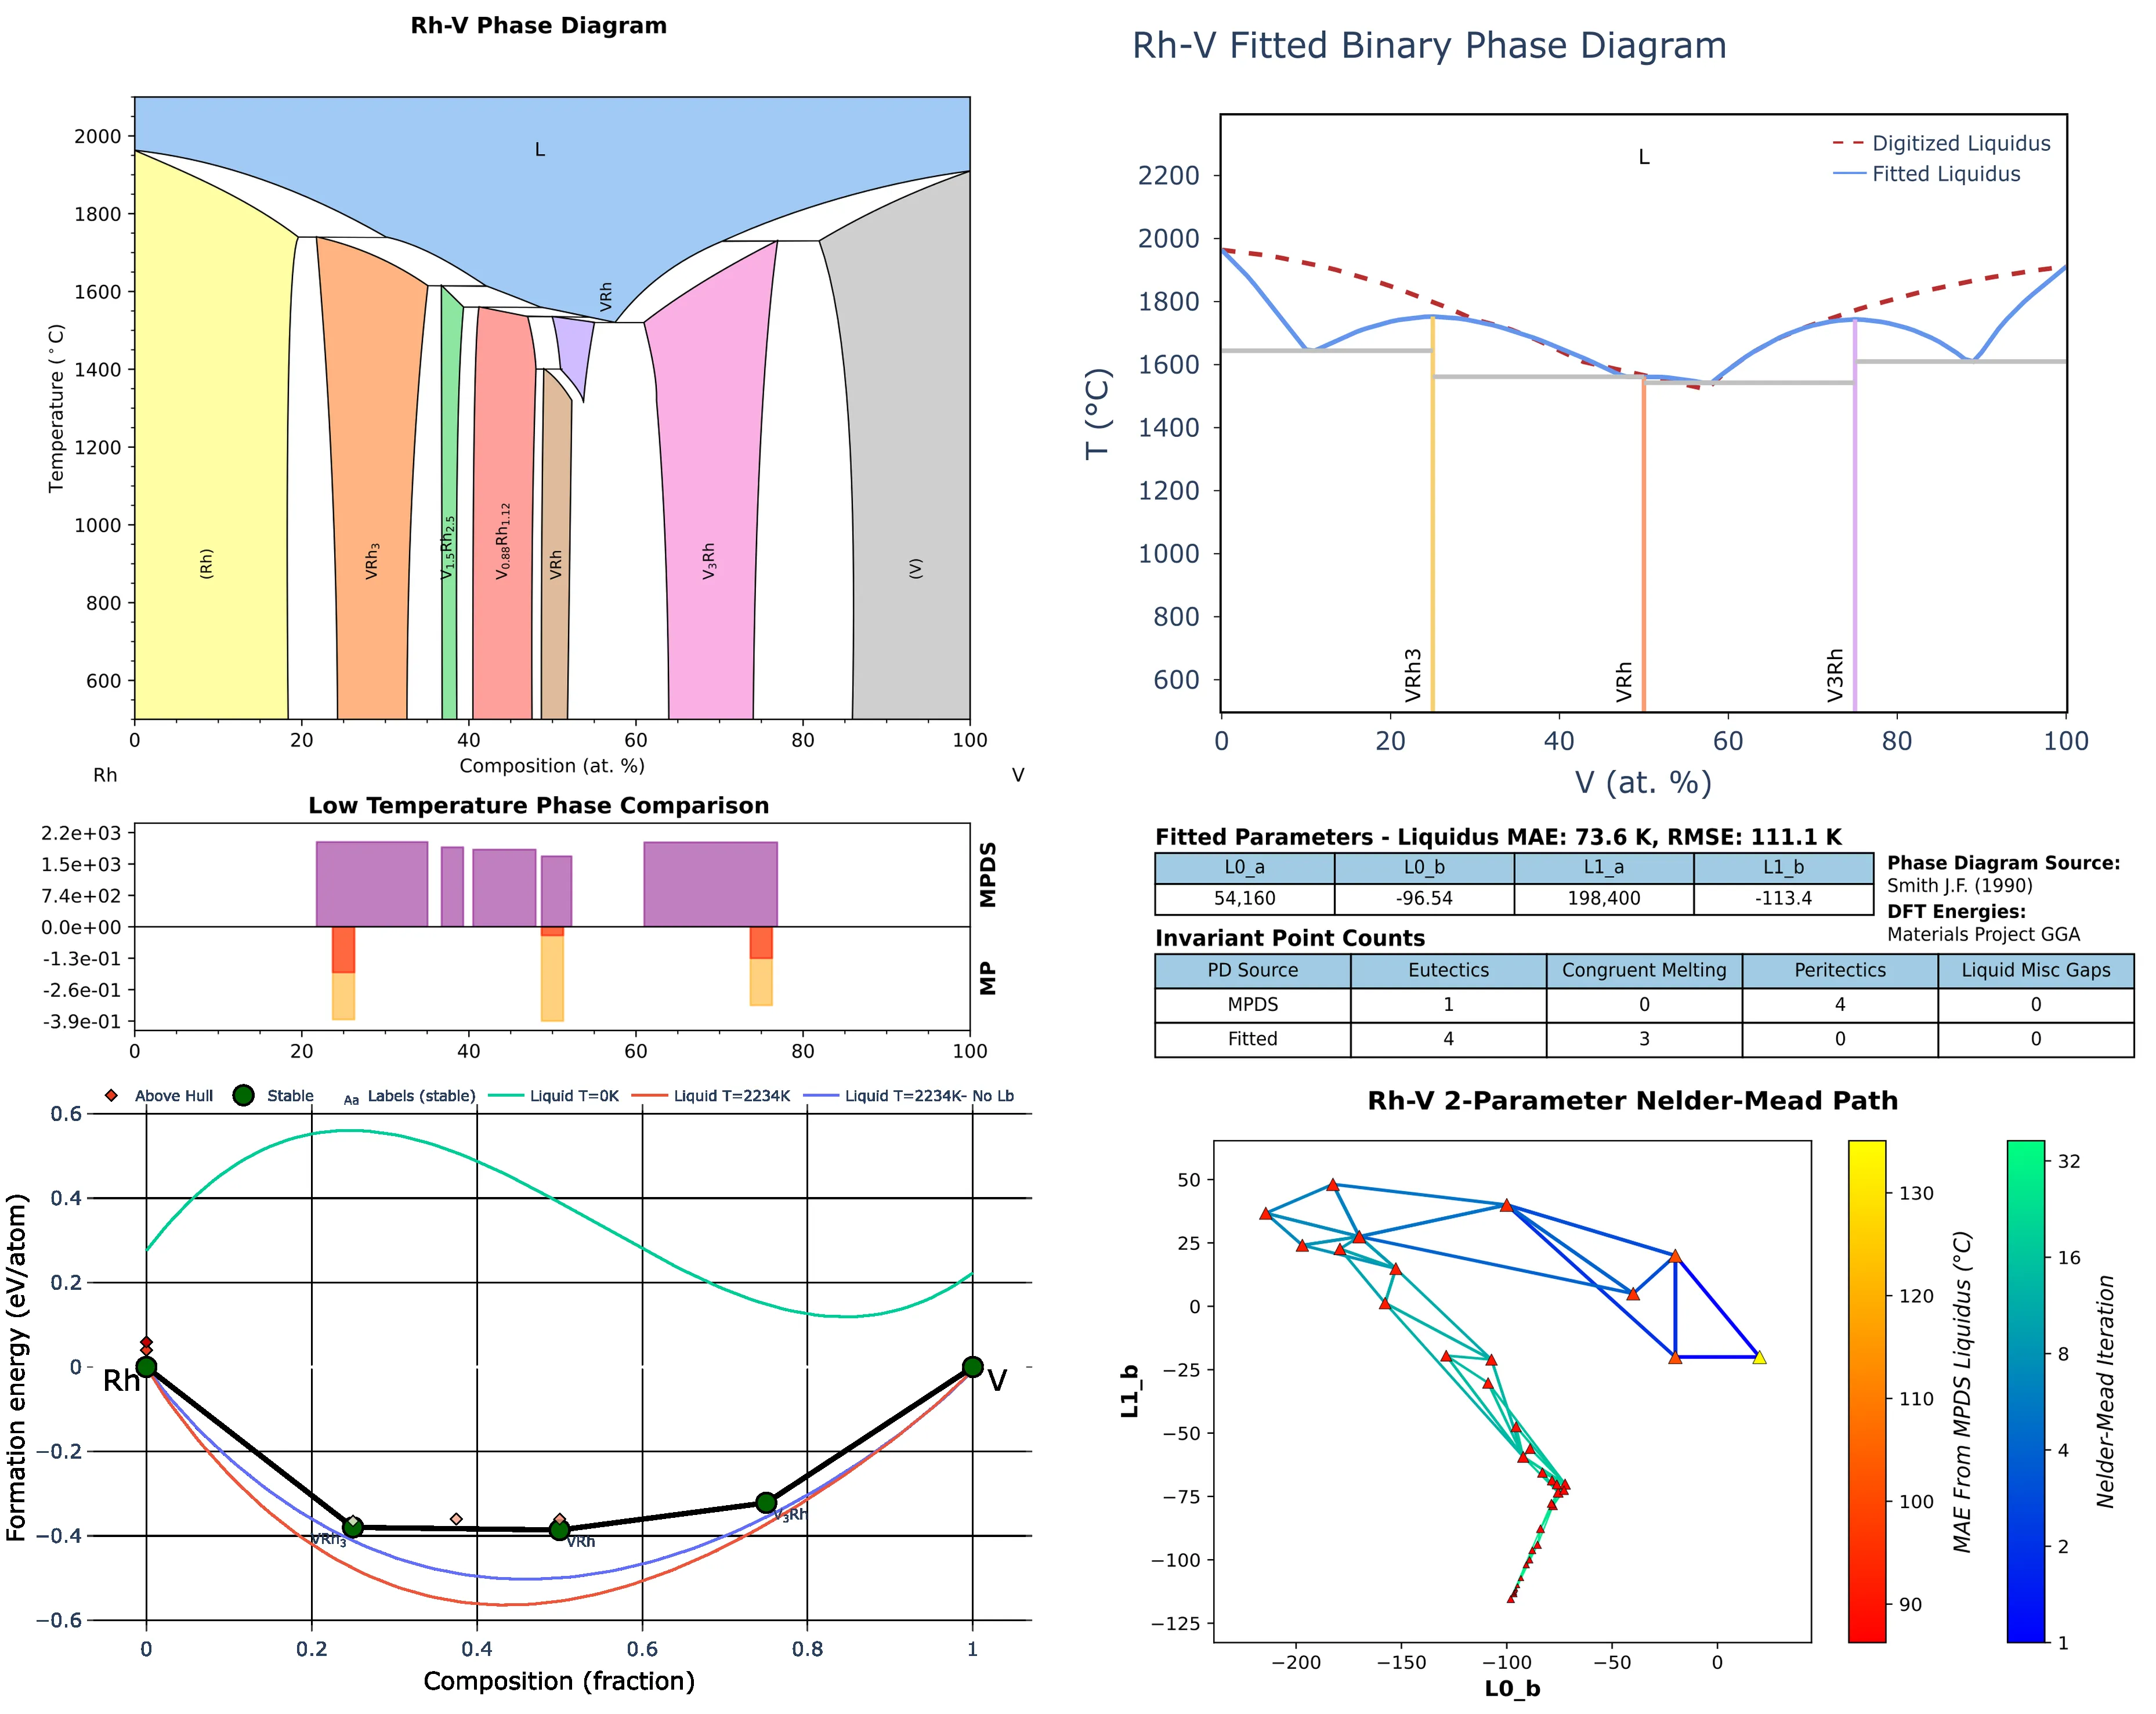 Rh-V Phase Diagram
2000
1800
1600
1400
1200
1000
800
600
Temperature (°C)
L
VRh
(Rh)
VRh3
V1.5Rh2.5
V0.88Rh1.12
VRh
V3Rh
(V)
0 20 40 60 80 100
Composition (at. %)
Rh V
Low Temperature Phase Comparison
2.2e+03
1.5e+03
7.4e+02
0.0e+00
-1.3e-01
-2.6e-01
-3.9e-01
MPDS
MP
0 20 40 60 80 100
Above Hull Stable Aa Labels (stable) Liquid T=0K Liquid T=2234K Liquid T=2234K- No Lb
0.6
0.4
0.2
0
−0.2
−0.4
−0.6
Formation energy (eV/atom)
Rh V
VRh3
VRh
V3Rh
0 0.2 0.4 0.6 0.8 1
Composition (fraction)
Rh-V Fitted Binary Phase Diagram
Digitized Liquidus
Fitted Liquidus
L
2200
2000
1800
1600
1400
1200
1000
800
600
T (°C)
VRh3
VRh
V3Rh
0 20 40 60 80 100
V (at. %)
Fitted Parameters - Liquidus MAE: 73.6 K, RMSE: 111.1 K
L0_a L0_b L1_a L1_b
54,160 -96.54 198,400 -113.4
Phase Diagram Source:
Smith J.F. (1990)
DFT Energies:
Materials Project GGA
Invariant Point Counts
PD Source Eutectics Congruent Melting Peritectics Liquid Misc Gaps
MPDS 1 0 4 0
Fitted 4 3 0 0
Rh-V 2-Parameter Nelder-Mead Path
50
25
0
−25
−50
−75
−100
−125
L1_b
−200 −150 −100 −50 0
L0_b
130
120
110
100
90
MAE From MPDS Liquidus (°C)
32
16
8
4
2
1
Nelder-Mead Iteration